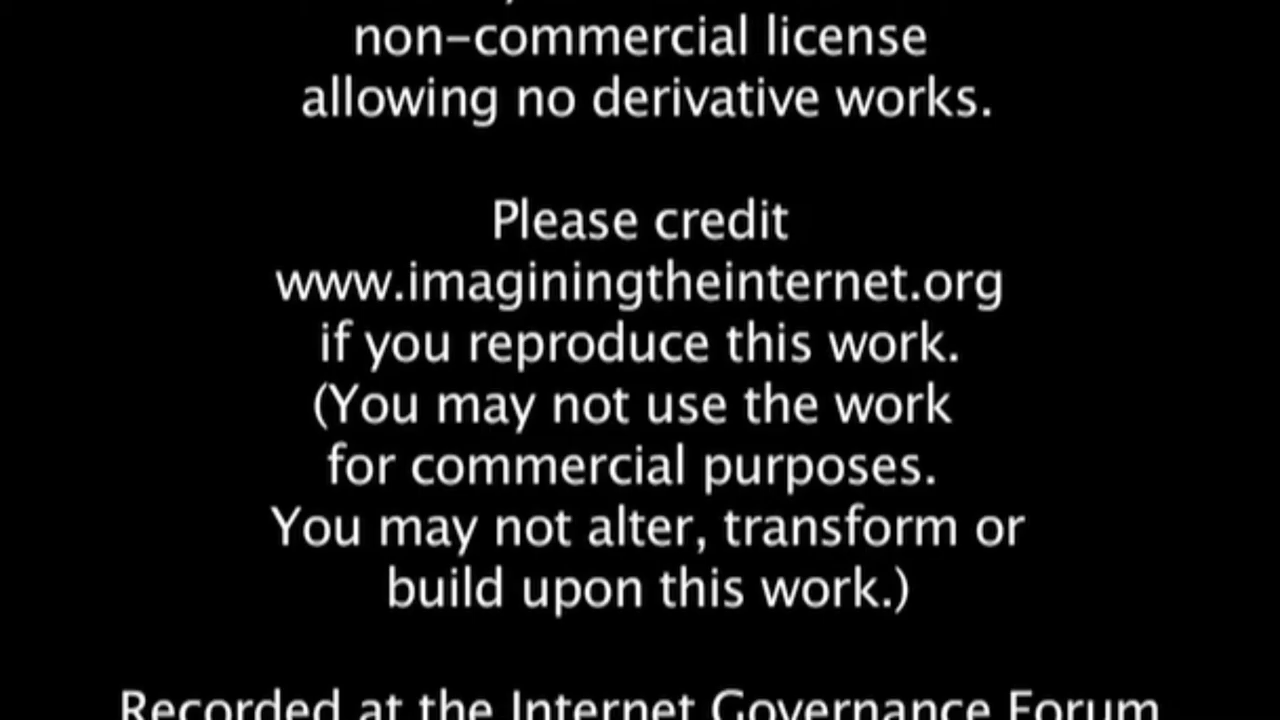 non-commercial license
allowing no derivative works.
Please credit
www.imaginingtheinternet.org
if you reproduce this work.
(You may not use the work
for commercial purposes.
You may not alter, transform or
build upon this work.)
Recorded at the Internet Governance Forum